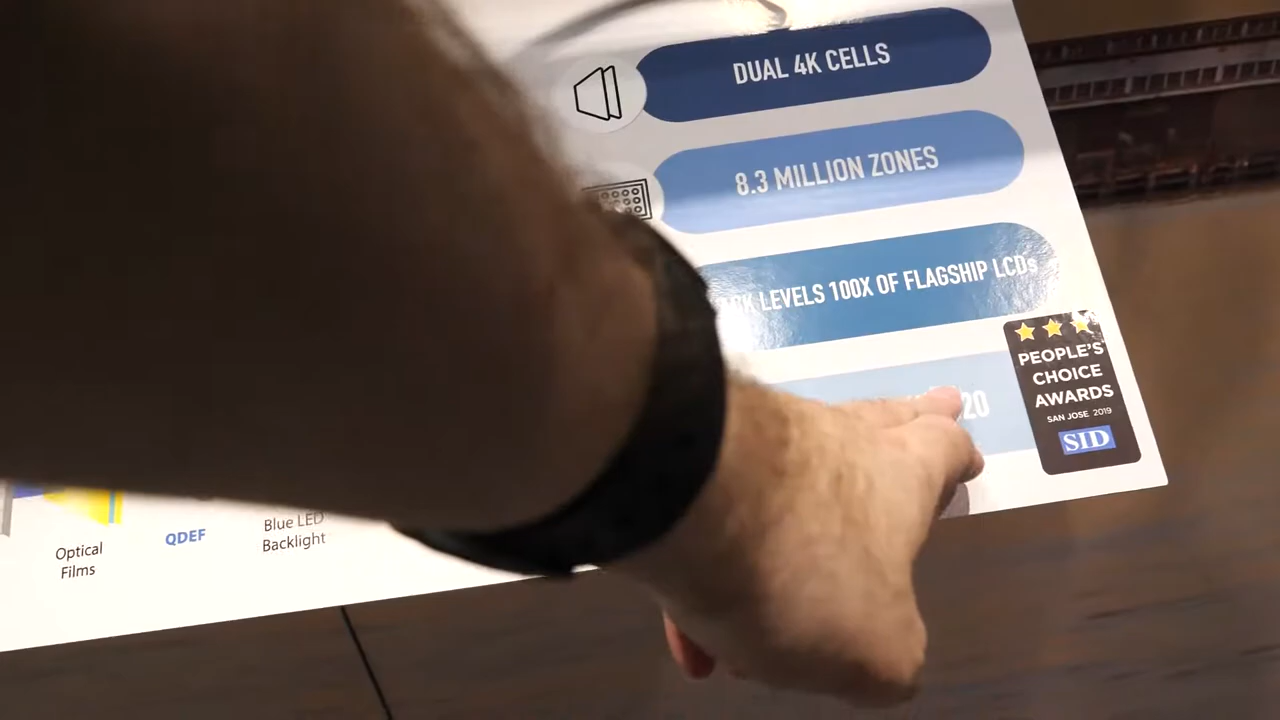 DUAL 4K CELLS
8.3 MILLION ZONES
LEVELS 100X OF FLAGSHIP LCDs
20
PEOPLE'S
CHOICE
AWARDS
SAN JOSE 2019
SID
Optical
Films
QDEF
Blue LED
Backlight